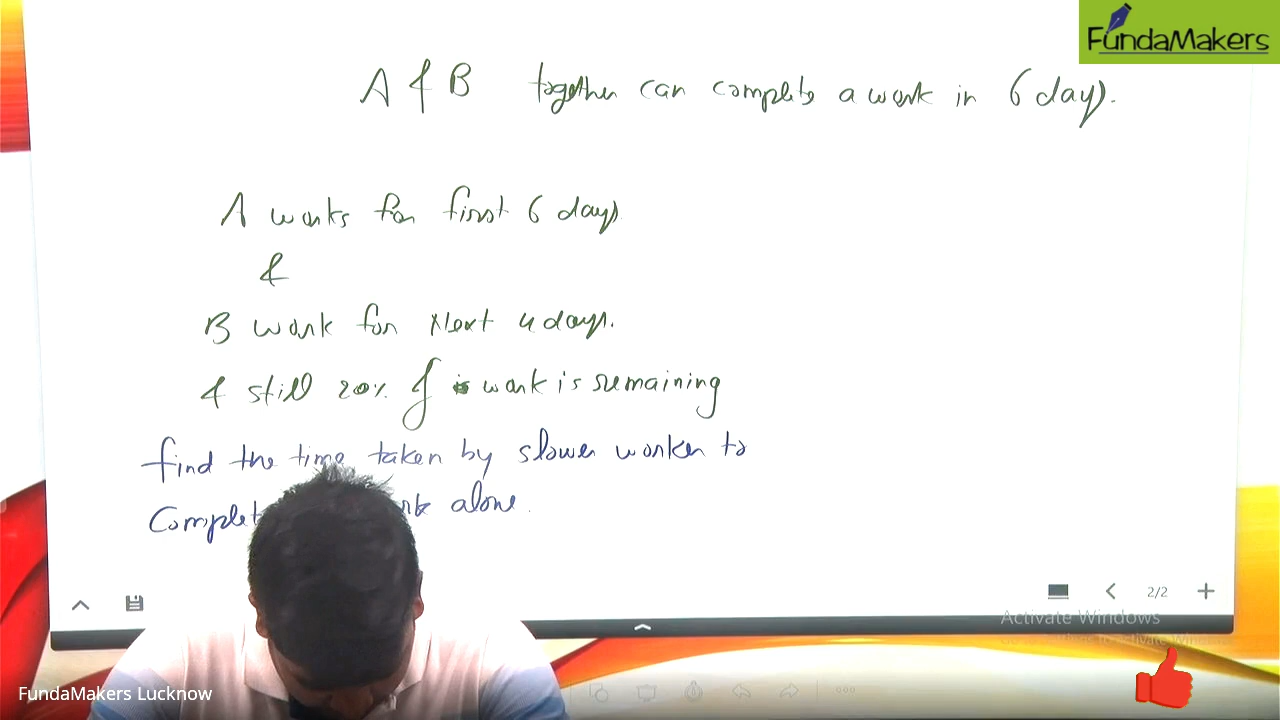 FundaMakers
A & B together can complete a work in 6 days.
A works for first 6 days
&
B work for Next 4 days.
& still 20% of work is remaining
find the time taken by slower worker to
Complete alone.
2/2
Activate Windows
FundaMakers Lucknow